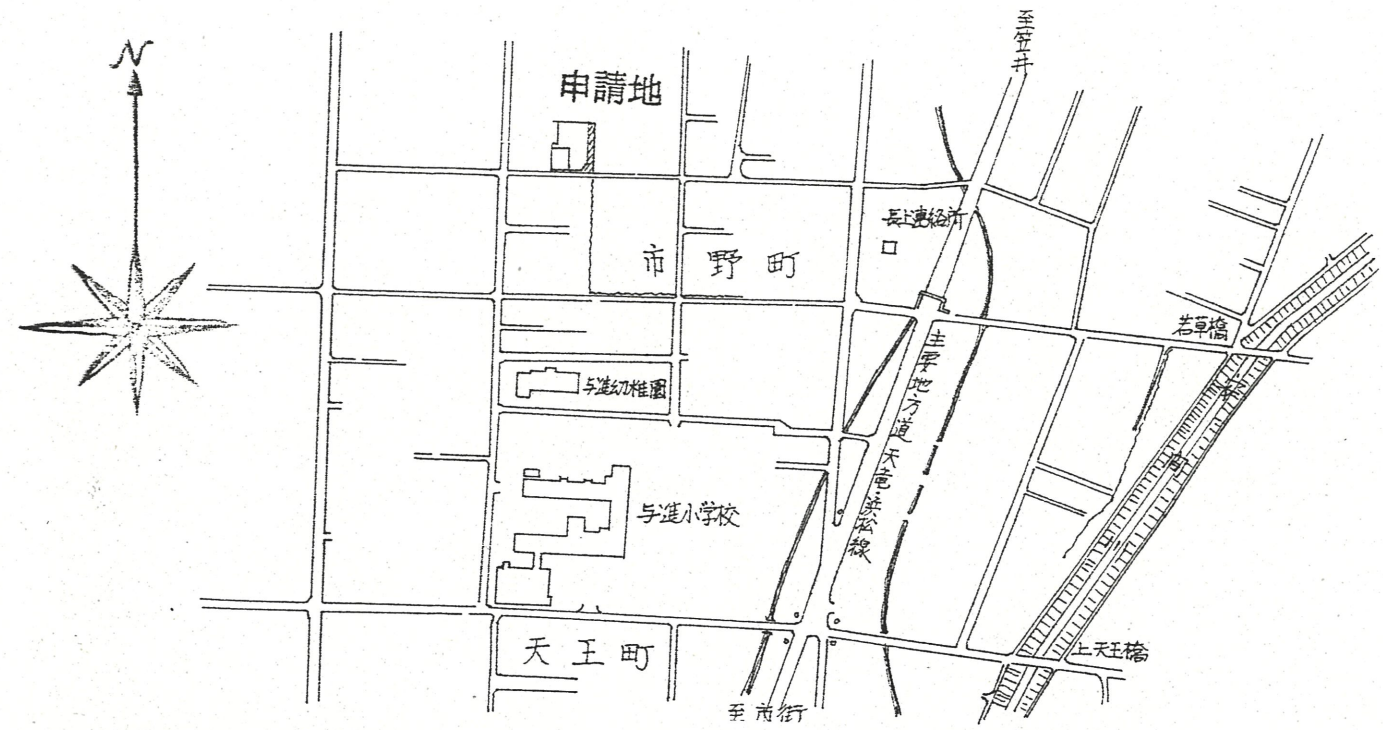 至笠井
N
申請地
長上連絡所
市野町
若草橋
主要地方道 天竜・浜松線
与進幼稚園
与進小学校
上天王橋
天王町
至市街